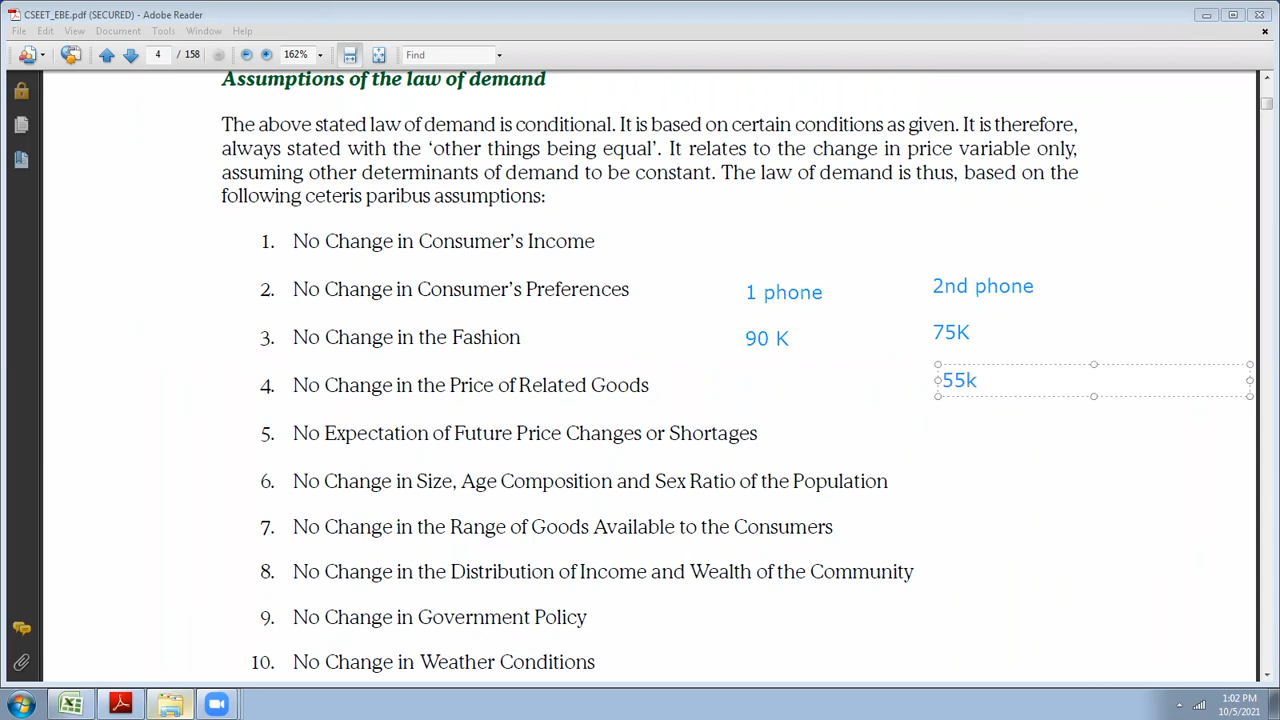 CSEET_EBE.pdf (SECURED) - Adobe Reader
File Edit View Document Tools Window Help
4 / 158 162% Find
Assumptions of the law of demand
The above stated law of demand is conditional. It is based on certain conditions as given. It is therefore,
always stated with the ‘other things being equal’. It relates to the change in price variable only,
assuming other determinants of demand to be constant. The law of demand is thus, based on the
following ceteris paribus assumptions:
1. No Change in Consumer’s Income
2. No Change in Consumer’s Preferences 1 phone 2nd phone
3. No Change in the Fashion 90 K 75K
4. No Change in the Price of Related Goods 55k
5. No Expectation of Future Price Changes or Shortages
6. No Change in Size, Age Composition and Sex Ratio of the Population
7. No Change in the Range of Goods Available to the Consumers
8. No Change in the Distribution of Income and Wealth of the Community
9. No Change in Government Policy
10. No Change in Weather Conditions
1:02 PM
10/5/2021